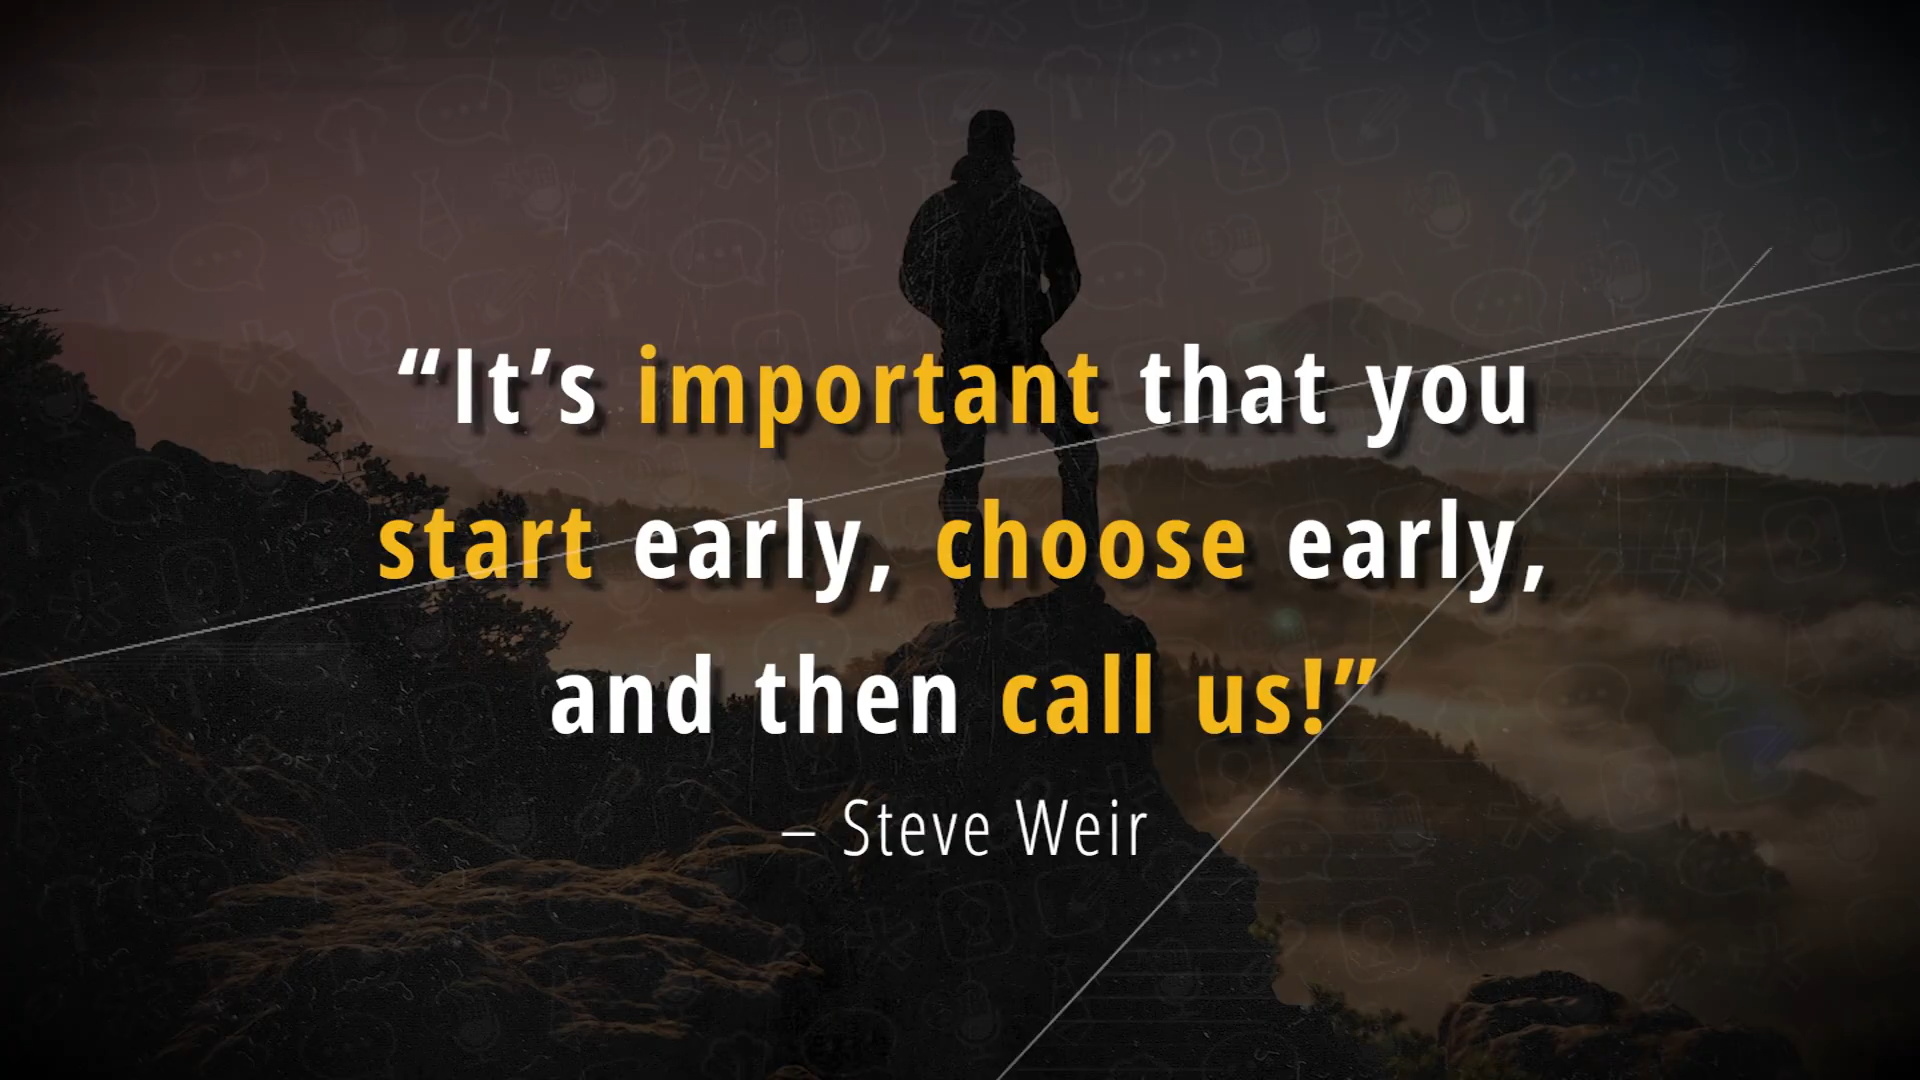 “It’s important that you
start early, choose early,
and then call us!”
– Steve Weir